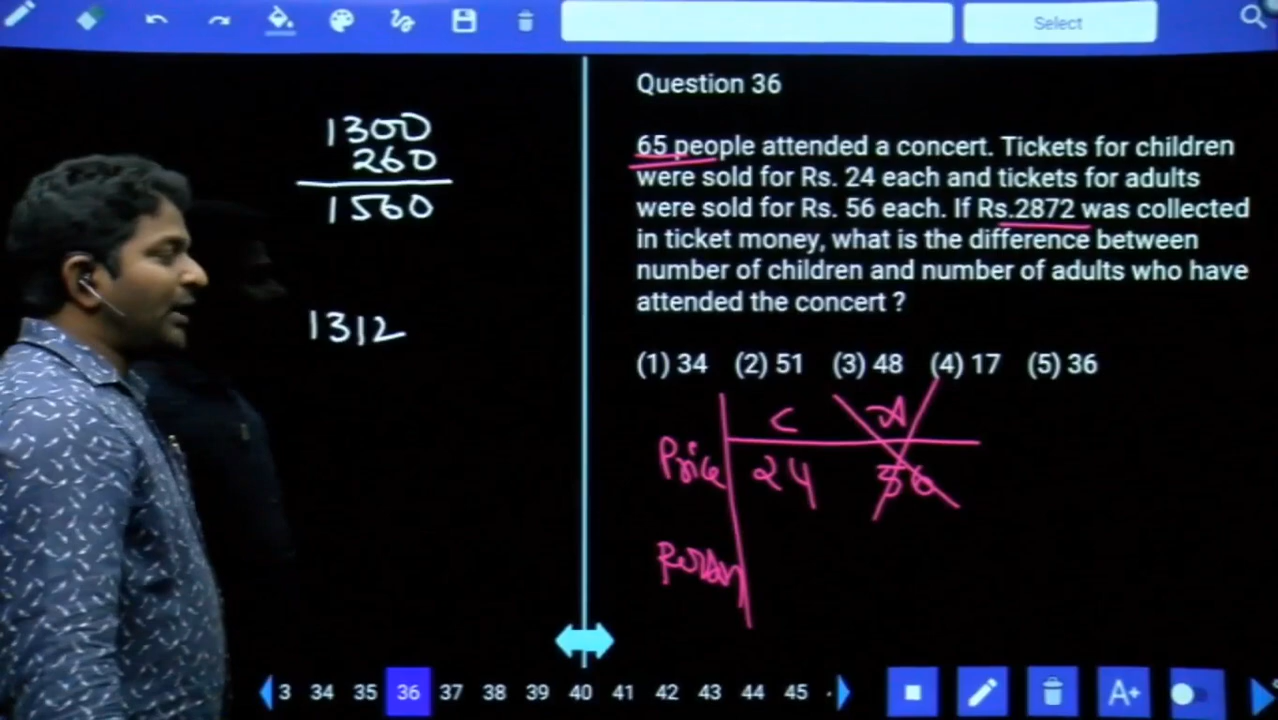 Select
Question 36
65 people attended a concert. Tickets for children
were sold for Rs. 24 each and tickets for adults
were sold for Rs. 56 each. If Rs.2872 was collected
in ticket money, what is the difference between
number of children and number of adults who have
attended the concert ?
(1) 34 (2) 51 (3) 48 (4) 17 (5) 36
1300
260
1560
1312
C A
Price 24 56
Person
3 34 35 36 37 38 39 40 41 42 43 44 45
A+